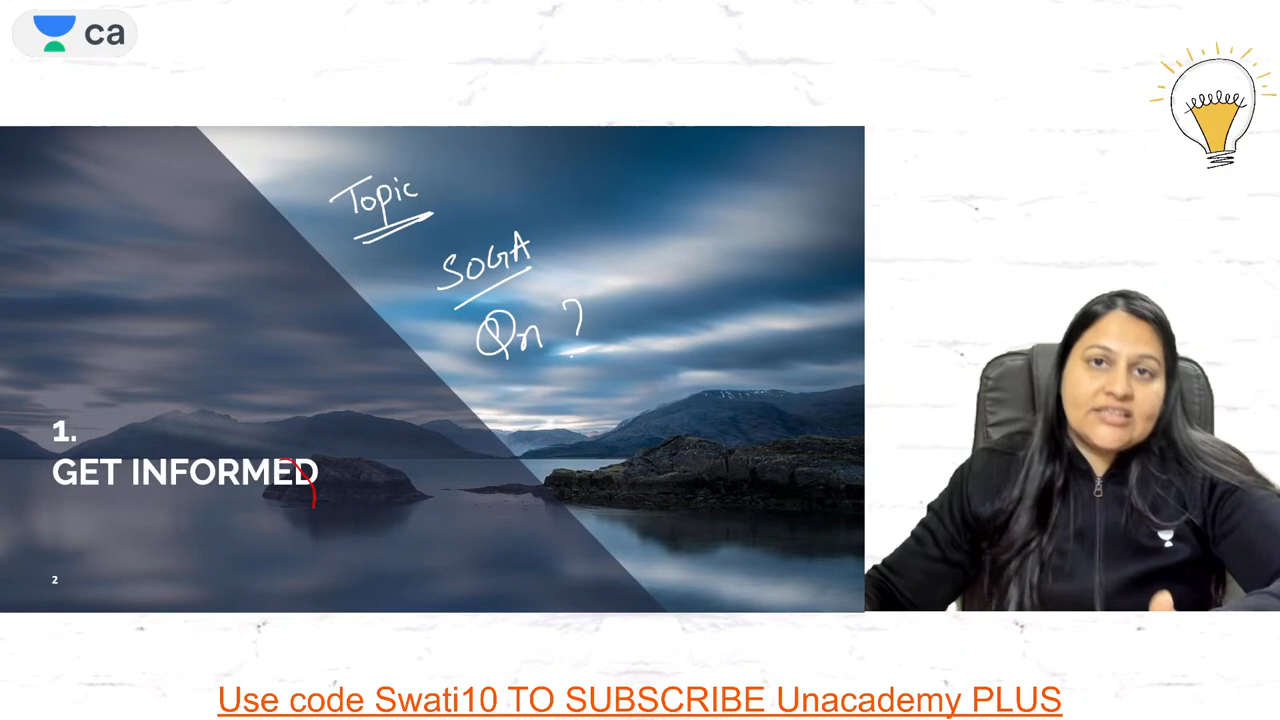 ca
Topic
SOGA
Qn ?
1.
GET INFORMED
2
Use code Swati10 TO SUBSCRIBE Unacademy PLUS